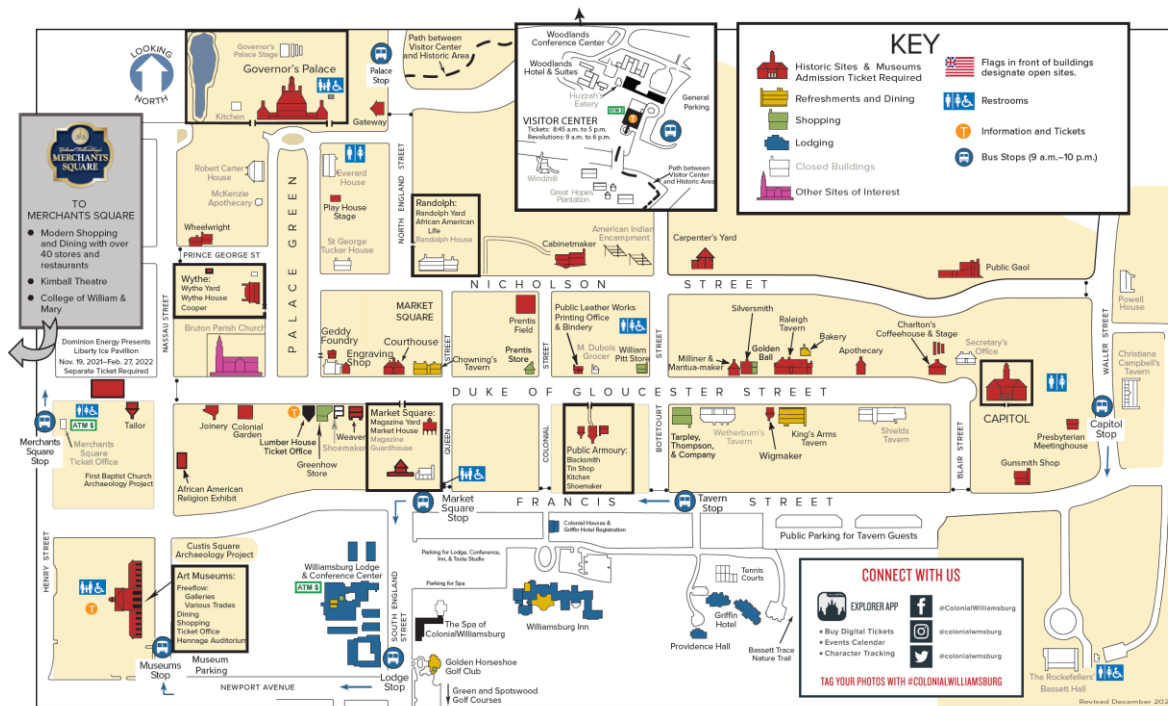 LOOKING
NORTH
Governor's
Palace Stage
Governor's Palace
Kitchen
Palace
Stop
Gateway
Path between
Visitor Center
and Historic Area
Woodlands
Conference Center
Woodlands
Hotel & Suites
Huzzah's
Eatery
General
Parking
VISITOR CENTER
Tickets: 8:45 a.m. to 5 p.m.
Revolutions: 9 a.m. to 6 p.m.
Windmill
Great Hopes
Plantation
Path between
Visitor Center
and Historic Area
KEY
Historic Sites & Museums
Admission Ticket Required
Refreshments and Dining
Shopping
Lodging
Closed Buildings
Other Sites of Interest
Flags in front of buildings
designate open sites.
Restrooms
Information and Tickets
Bus Stops (9 a.m.–10 p.m.)
Colonial Williamsburg's
MERCHANTS
SQUARE
TO
MERCHANTS SQUARE
Modern Shopping
and Dining with over
40 stores and
restaurants
Kimball Theatre
College of William &
Mary
Dominion Energy Presents
Liberty Ice Pavilion
Nov. 19, 2021–Feb. 27, 2022
Separate Ticket Required
NASSAU STREET
PALACE GREEN
NORTH ENGLAND STREET
Robert Carter
House
McKenzie
Apothecary
Wheelwright
PRINCE GEORGE ST
Wythe:
Wythe Yard
Wythe House
Cooper
Bruton Parish Church
Everard
House
Play House
Stage
St George
Tucker House
Randolph:
Randolph Yard
African American
Life
Randolph House
Cabinetmaker
American Indian
Encampment
Carpenter's Yard
Public Gaol
Powell
House
NICHOLSON STREET
MARKET
SQUARE
Geddy
Foundry
Engraving
Shop
Courthouse
STREET
Chowning's
Tavern
Prentis
Field
Prentis
Store
STREET
Public Leather Works
Printing Office
& Bindery
M. Dubois
Grocer
William
Pitt Store
STREET
Milliner &
Mantua-maker
Silversmith
Golden
Ball
Raleigh
Tavern
Bakery
Apothecary
Charlton's
Coffeehouse & Stage
Secretary's
Office
CAPITOL
WALLER STREET
Christiana
Campbell's
Tavern
Capitol
Stop
DUKE OF GLOUCESTER STREET
Merchants
Square
Stop
ATM $
Merchants
Square
Ticket Office
Tailor
First Baptist Church
Archaeology Project
Joinery
Colonial
Garden
African American
Religion Exhibit
Lumber House
Ticket Office
Greenhow
Store
Shoemaker
Weaver
Market Square:
Magazine Yard
Market House
Magazine
Guardhouse
QUEEN
COLONIAL
Public Armoury:
Blacksmith
Tin Shop
Kitchen
Shoemaker
BOTETOURT
Tarpley,
Thompson,
& Company
Wetherburn's
Tavern
Wigmaker
King's Arms
Tavern
Shields
Tavern
BLAIR STREET
Presbyterian
Meetinghouse
Gunsmith Shop
FRANCIS STREET
Market
Square
Stop
Tavern
Stop
Colonial Houses &
Griffin Hotel Registration
Public Parking for Tavern Guests
HENRY STREET
Custis Square
Archaeology Project
Art Museums:
Freeflow:
Galleries
Various Trades
Dining
Shopping
Ticket Office
Hennage Auditorium
Museums
Stop
Museum
Parking
NEWPORT AVENUE
Williamsburg Lodge
& Conference Center
ATM $
SOUTH ENGLAND
STREET
Lodge
Stop
Parking for Lodge, Conference,
Inn, & Taste Studio
Parking for Spa
The Spa of
ColonialWilliamsburg
Golden Horseshoe
Golf Club
Green and Spotswood
Golf Courses
Williamsburg Inn
Tennis
Courts
Griffin
Hotel
Providence Hall
Bassett Trace
Nature Trail
CONNECT WITH US
EXPLORER APP
Buy Digital Tickets
Events Calendar
Character Tracking
@ColonialWilliamsburg
@colonialwmsburg
@colonialwmsburg
TAG YOUR PHOTOS WITH #COLONIALWILLIAMSBURG
The Rockefellers'
Bassett Hall
Revised December 202